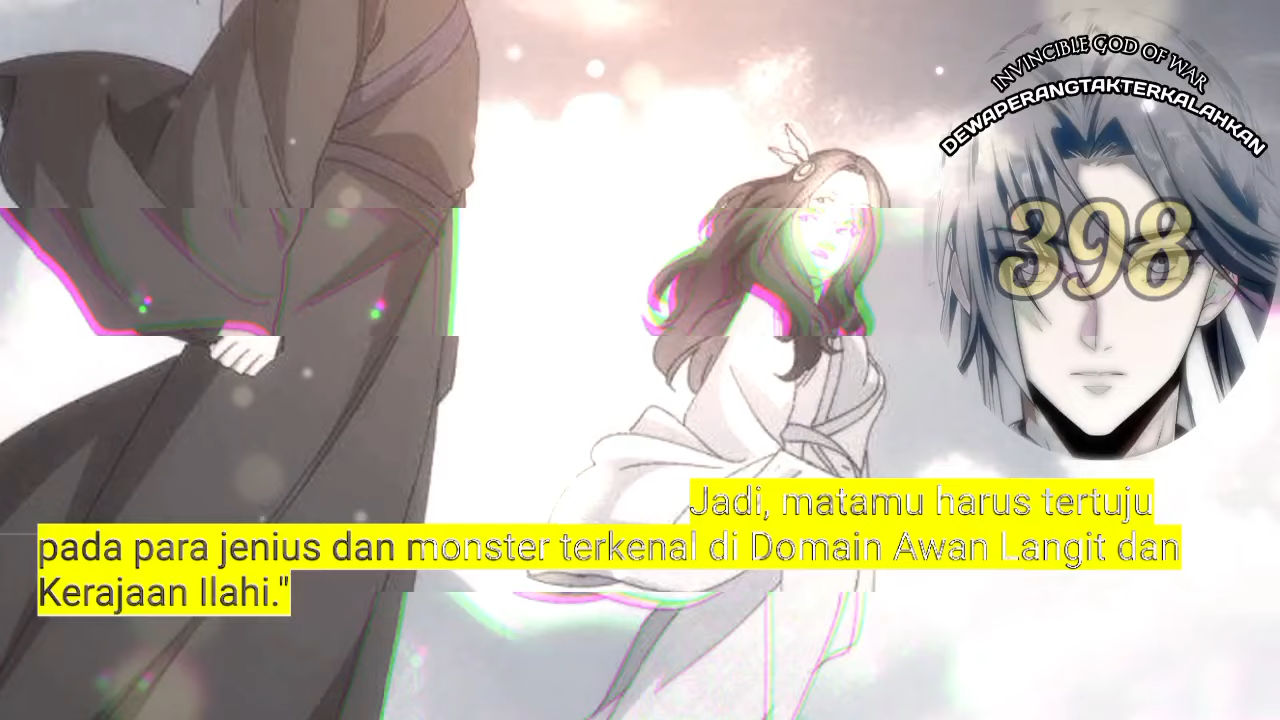 INVINCIBLE GOD OF WAR
DEWAPERANGTAKTERKALAHKAN
398
Jadi, matamu harus tertuju
pada para jenius dan monster terkenal di Domain Awan Langit dan
Kerajaan Ilahi."